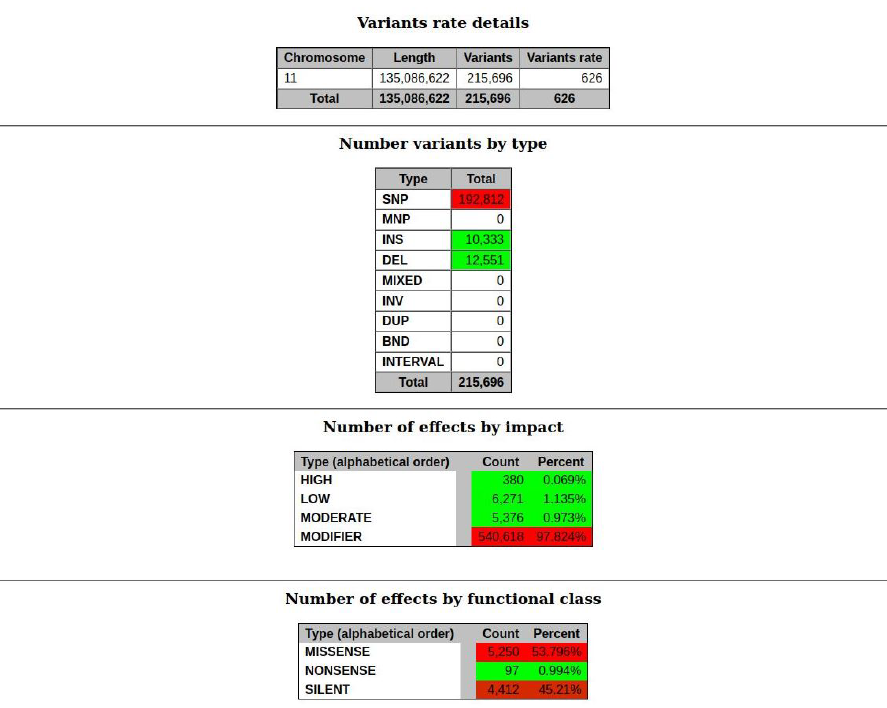 Variants rate details
Chromosome Length Variants Variants rate
11 135,086,622 215,696 626
Total 135,086,622 215,696 626
Number variants by type
Type Total
SNP 192,812
MNP 0
INS 10,333
DEL 12,551
MIXED 0
INV 0
DUP 0
BND 0
INTERVAL 0
Total 215,696
Number of effects by impact
Type (alphabetical order) Count Percent
HIGH 380 0.069%
LOW 6,271 1.135%
MODERATE 5,376 0.973%
MODIFIER 540,618 97.824%
Number of effects by functional class
Type (alphabetical order) Count Percent
MISSENSE 5,250 53.796%
NONSENSE 97 0.994%
SILENT 4,412 45.21%